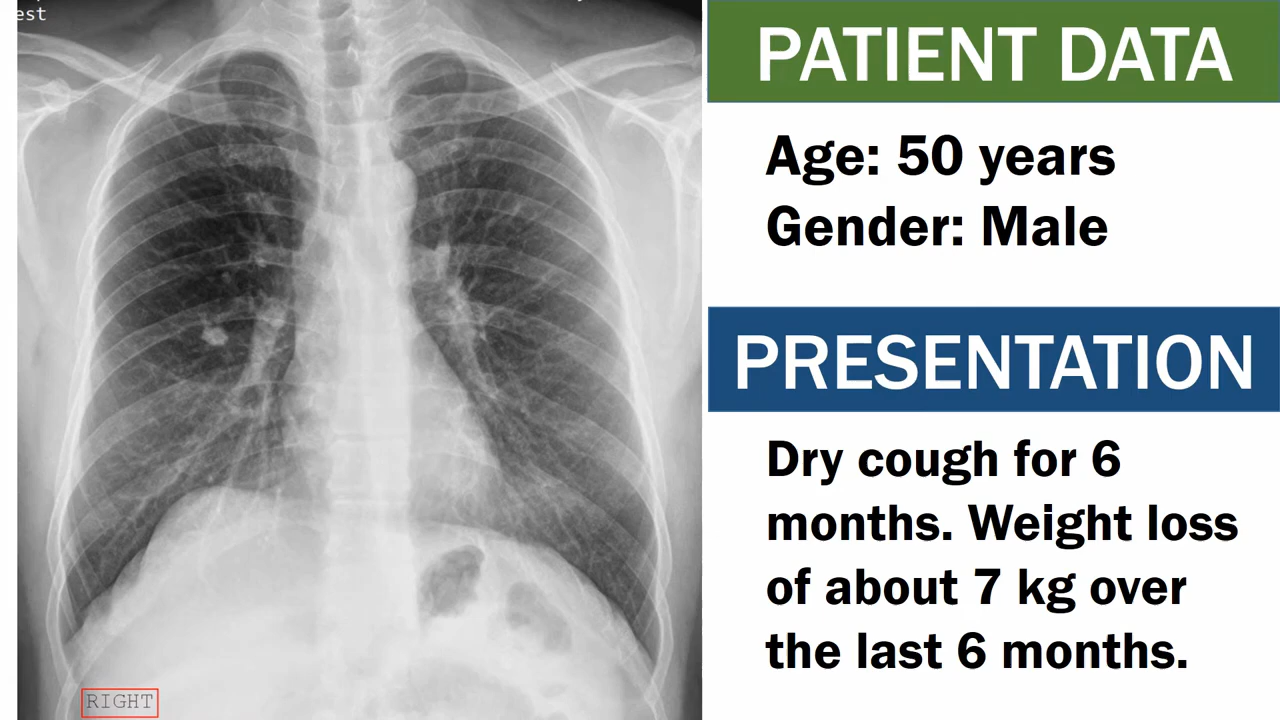 est
PATIENT DATA
Age: 50 years
Gender: Male
PRESENTATION
Dry cough for 6
months. Weight loss
of about 7 kg over
the last 6 months.
RIGHT